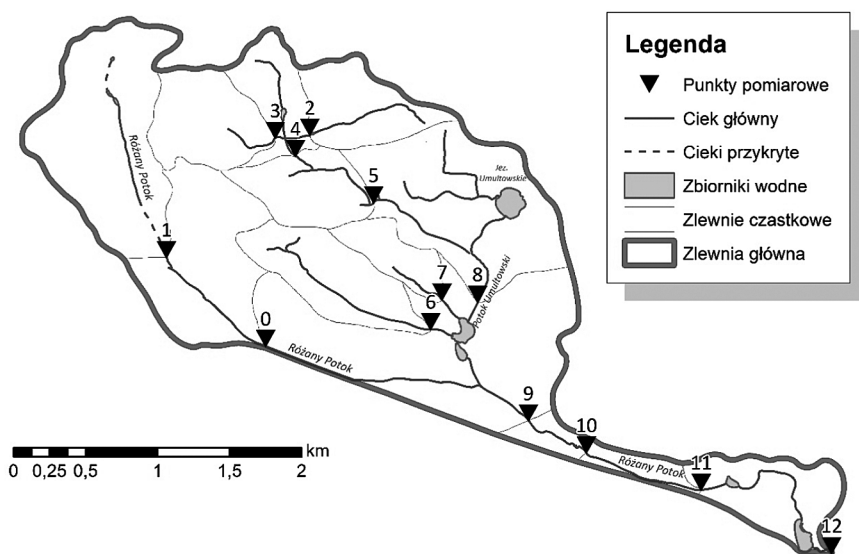 Legenda
Punkty pomiarowe
Ciek główny
Cieki przykryte
Zbiorniki wodne
Zlewnie czastkowe
Zlewnia główna
Różany Potok
3
2
4
Jez.
Umultowskie
5
1
7
8
Potok Umultowski
6
0
Różany Potok
9
10
Różany Potok
11
12
km
0 0,25 0,5 1 1,5 2